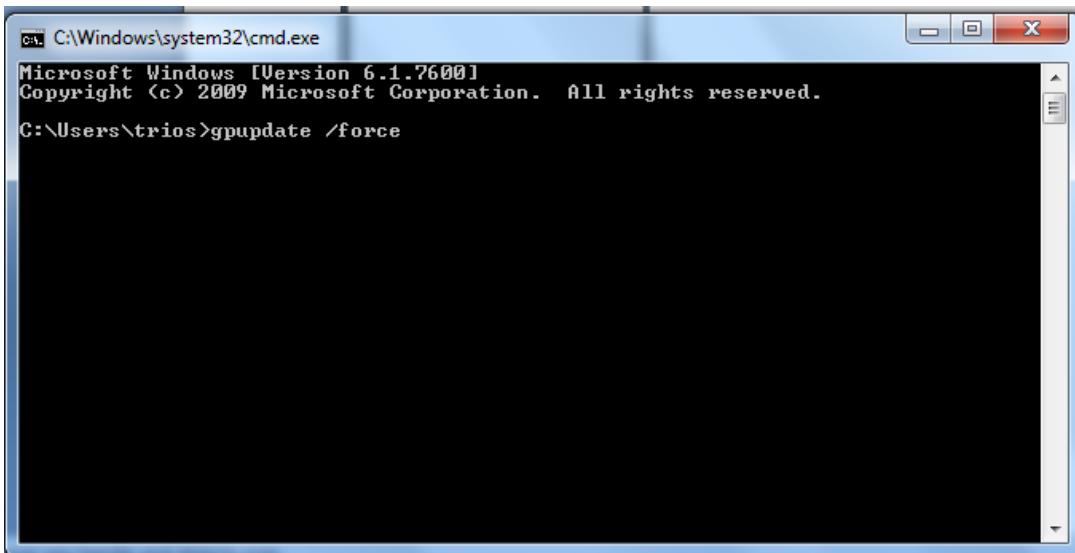 C:\Windows\system32\cmd.exe
Microsoft Windows [Version 6.1.7600]
Copyright (c) 2009 Microsoft Corporation.  All rights reserved.
C:\Users\trios>gpupdate /force